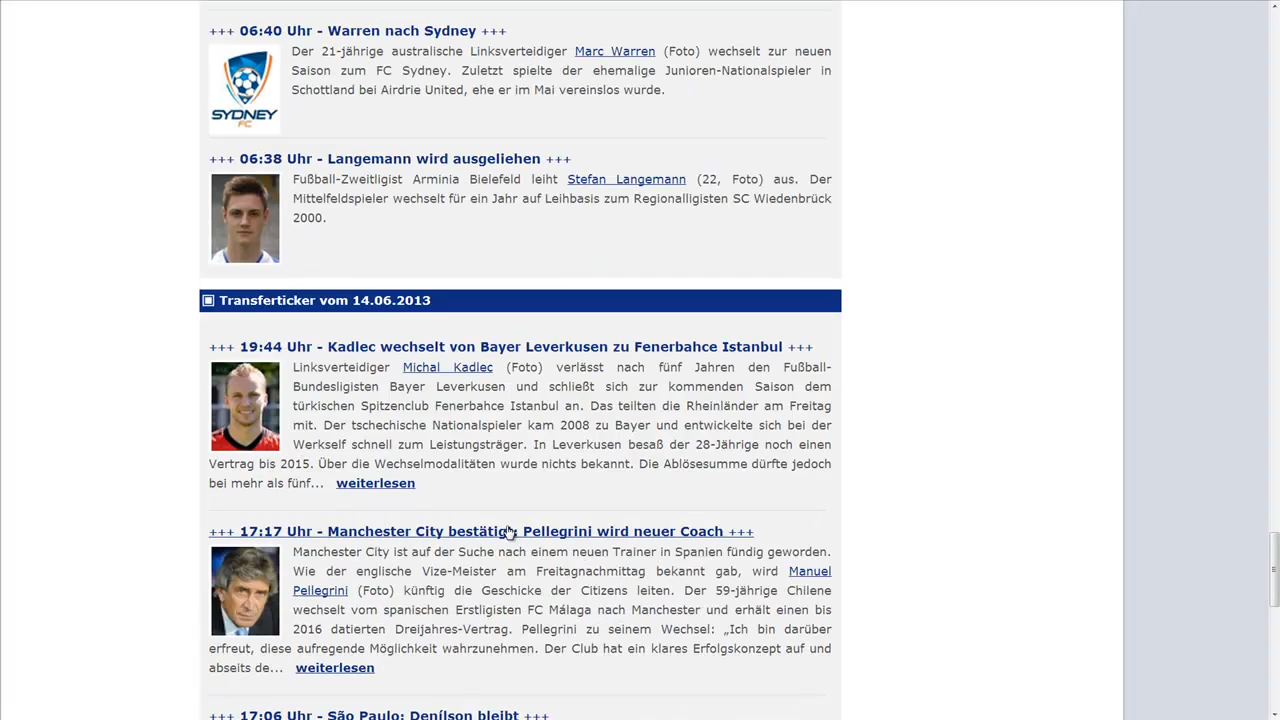 +++ 06:40 Uhr - Warren nach Sydney +++
Der 21-jährige australische Linksverteidiger Marc Warren (Foto) wechselt zur neuen
Saison zum FC Sydney. Zuletzt spielte der ehemalige Junioren-Nationalspieler in
Schottland bei Airdrie United, ehe er im Mai vereinslos wurde.
SYDNEY
FC
+++ 06:38 Uhr - Langemann wird ausgeliehen +++
Fußball-Zweitligist Arminia Bielefeld leiht Stefan Langemann (22, Foto) aus. Der
Mittelfeldspieler wechselt für ein Jahr auf Leihbasis zum Regionalligisten SC Wiedenbrück
2000.
Transferticker vom 14.06.2013
+++ 19:44 Uhr - Kadlec wechselt von Bayer Leverkusen zu Fenerbahce Istanbul +++
Linksverteidiger Michal Kadlec (Foto) verlässt nach fünf Jahren den Fußball-
Bundesligisten Bayer Leverkusen und schließt sich zur kommenden Saison dem
türkischen Spitzenclub Fenerbahce Istanbul an. Das teilten die Rheinländer am Freitag
mit. Der tschechische Nationalspieler kam 2008 zu Bayer und entwickelte sich bei der
Werkself schnell zum Leistungsträger. In Leverkusen besaß der 28-Jährige noch einen
Vertrag bis 2015. Über die Wechselmodalitäten wurde nichts bekannt. Die Ablösesumme dürfte jedoch
bei mehr als fünf... weiterlesen
+++ 17:17 Uhr - Manchester City bestätigt: Pellegrini wird neuer Coach +++
Manchester City ist auf der Suche nach einem neuen Trainer in Spanien fündig geworden.
Wie der englische Vize-Meister am Freitagnachmittag bekannt gab, wird Manuel
Pellegrini (Foto) künftig die Geschicke der Citizens leiten. Der 59-jährige Chilene
wechselt vom spanischen Erstligisten FC Málaga nach Manchester und erhält einen bis
2016 datierten Dreijahres-Vertrag. Pellegrini zu seinem Wechsel: „Ich bin darüber
erfreut, diese aufregende Möglichkeit wahrzunehmen. Der Club hat ein klares Erfolgskonzept auf und
abseits de... weiterlesen
+++ 17:06 Uhr - São Paulo: Denílson bleibt +++